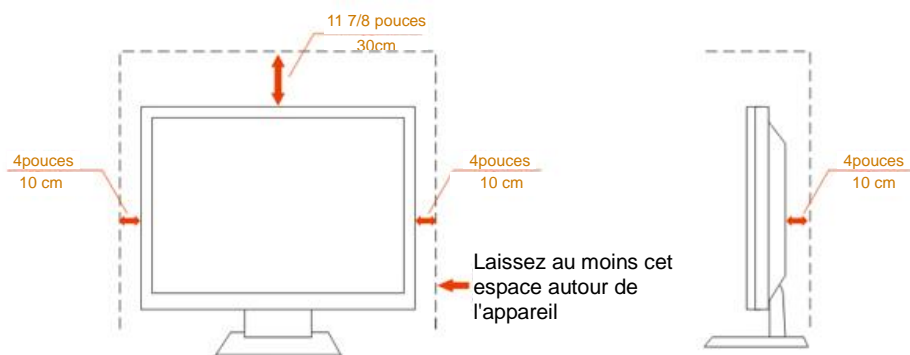 11 7/8 pouces
30cm
4pouces
10 cm
4pouces
10 cm
4pouces
10 cm
Laissez au moins cet
espace autour de
l'appareil